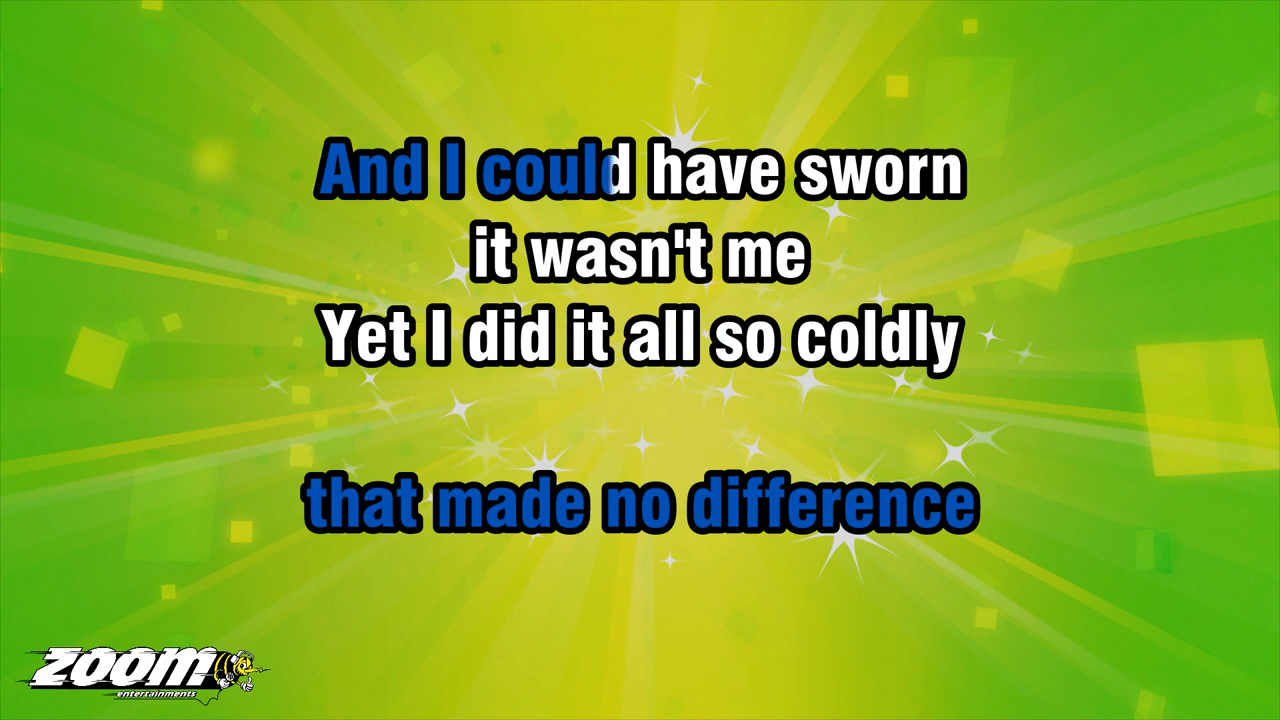 And I could have sworn
it wasn't me
Yet I did it all so coldly
that made no difference
ZOOM
entertainments